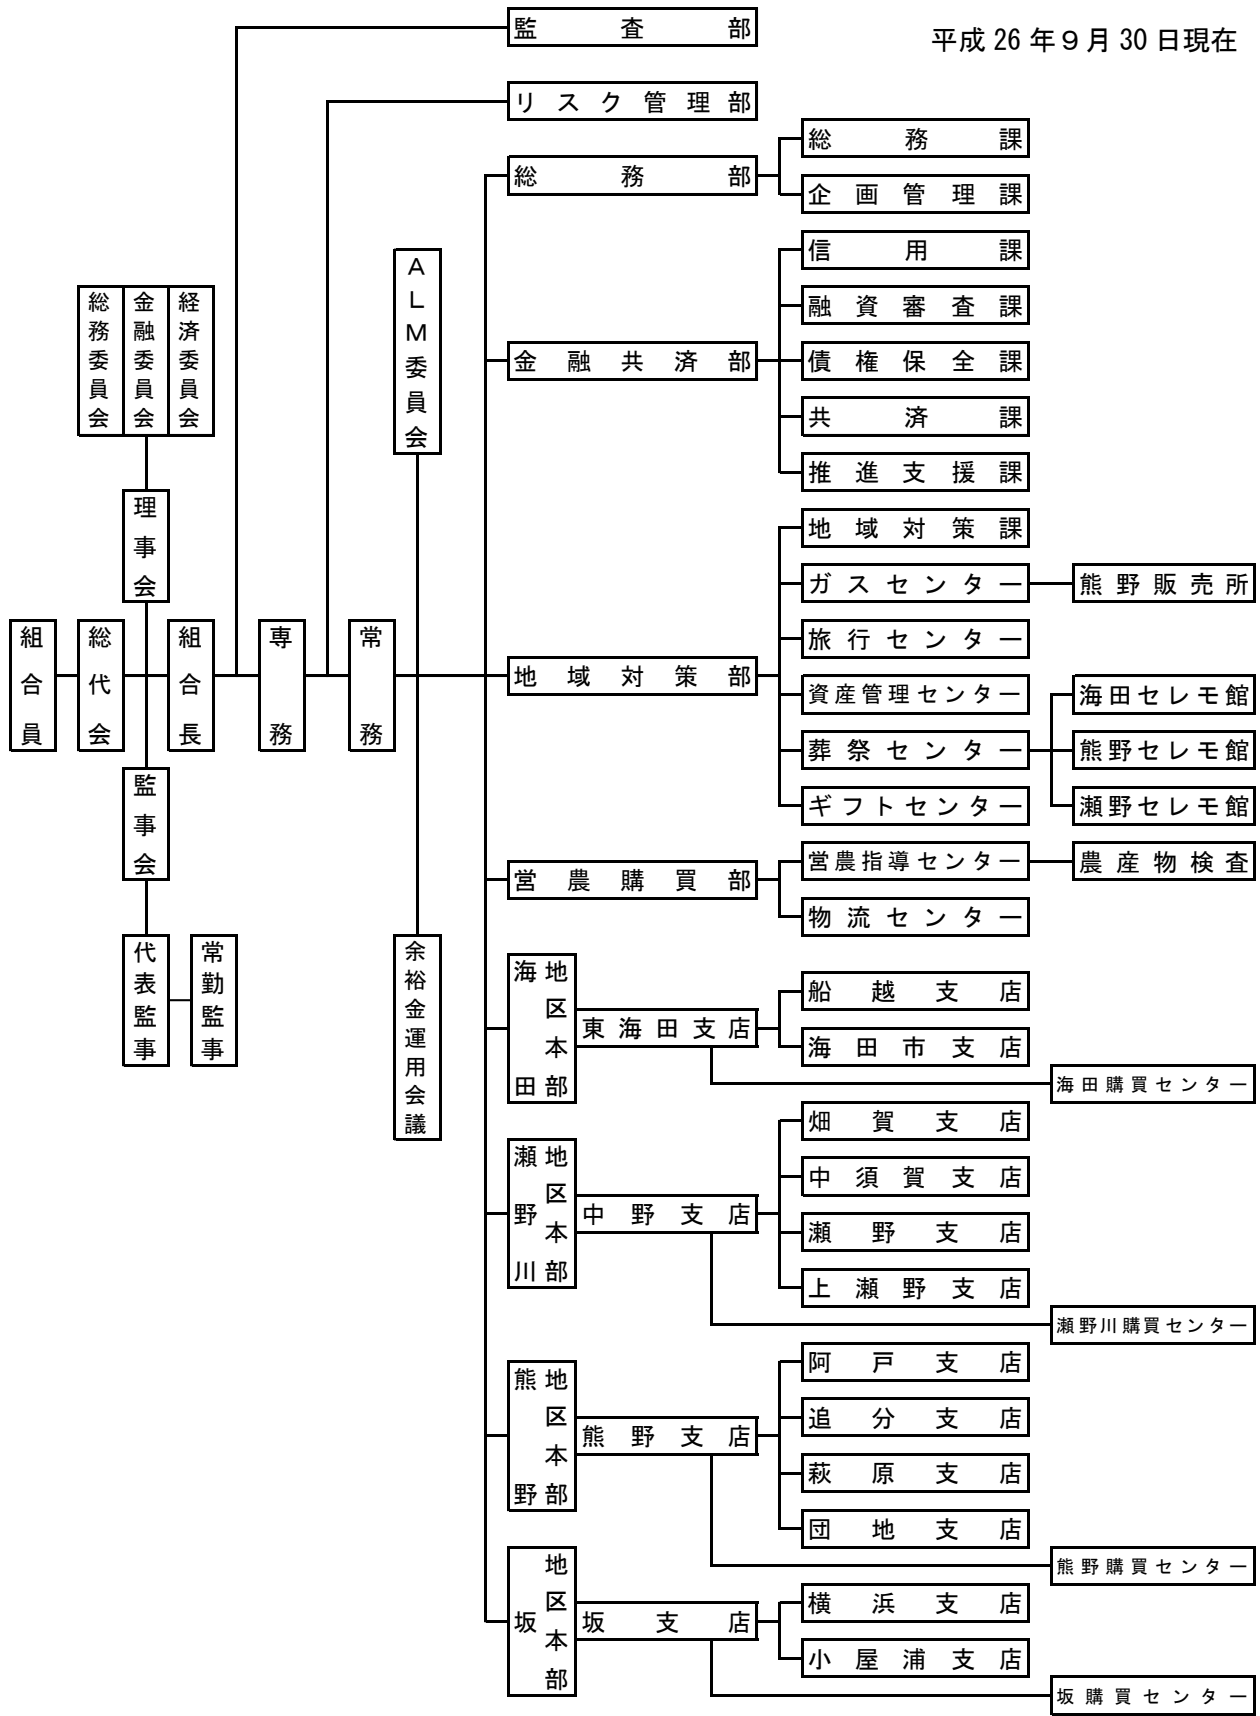 平成 26 年９月 30 日現在
監査部
リスク管理部
総務部
総務課
企画管理課
金融共済部
信用課
融資審査課
債権保全課
共済課
推進支援課
地域対策部
地域対策課
ガスセンター
熊野販売所
旅行センター
資産管理センター
葬祭センター
海田セレモ館
熊野セレモ館
瀬野セレモ館
ギフトセンター
営農購買部
営農指導センター
農産物検査
物流センター
海田
地区本部
東海田支店
船越支店
海田市支店
海田購買センター
瀬野川
地区本部
中野支店
畑賀支店
中須賀支店
瀬野支店
上瀬野支店
瀬野川購買センター
熊野
地区本部
熊野支店
阿戸支店
追分支店
萩原支店
団地支店
熊野購買センター
坂
地区本部
坂支店
横浜支店
小屋浦支店
坂購買センター
ＡＬＭ委員会
余裕金運用会議
総務委員会
金融委員会
経済委員会
理事会
組合員
総代会
組合長
専務
常務
監事会
代表監事
常勤監事